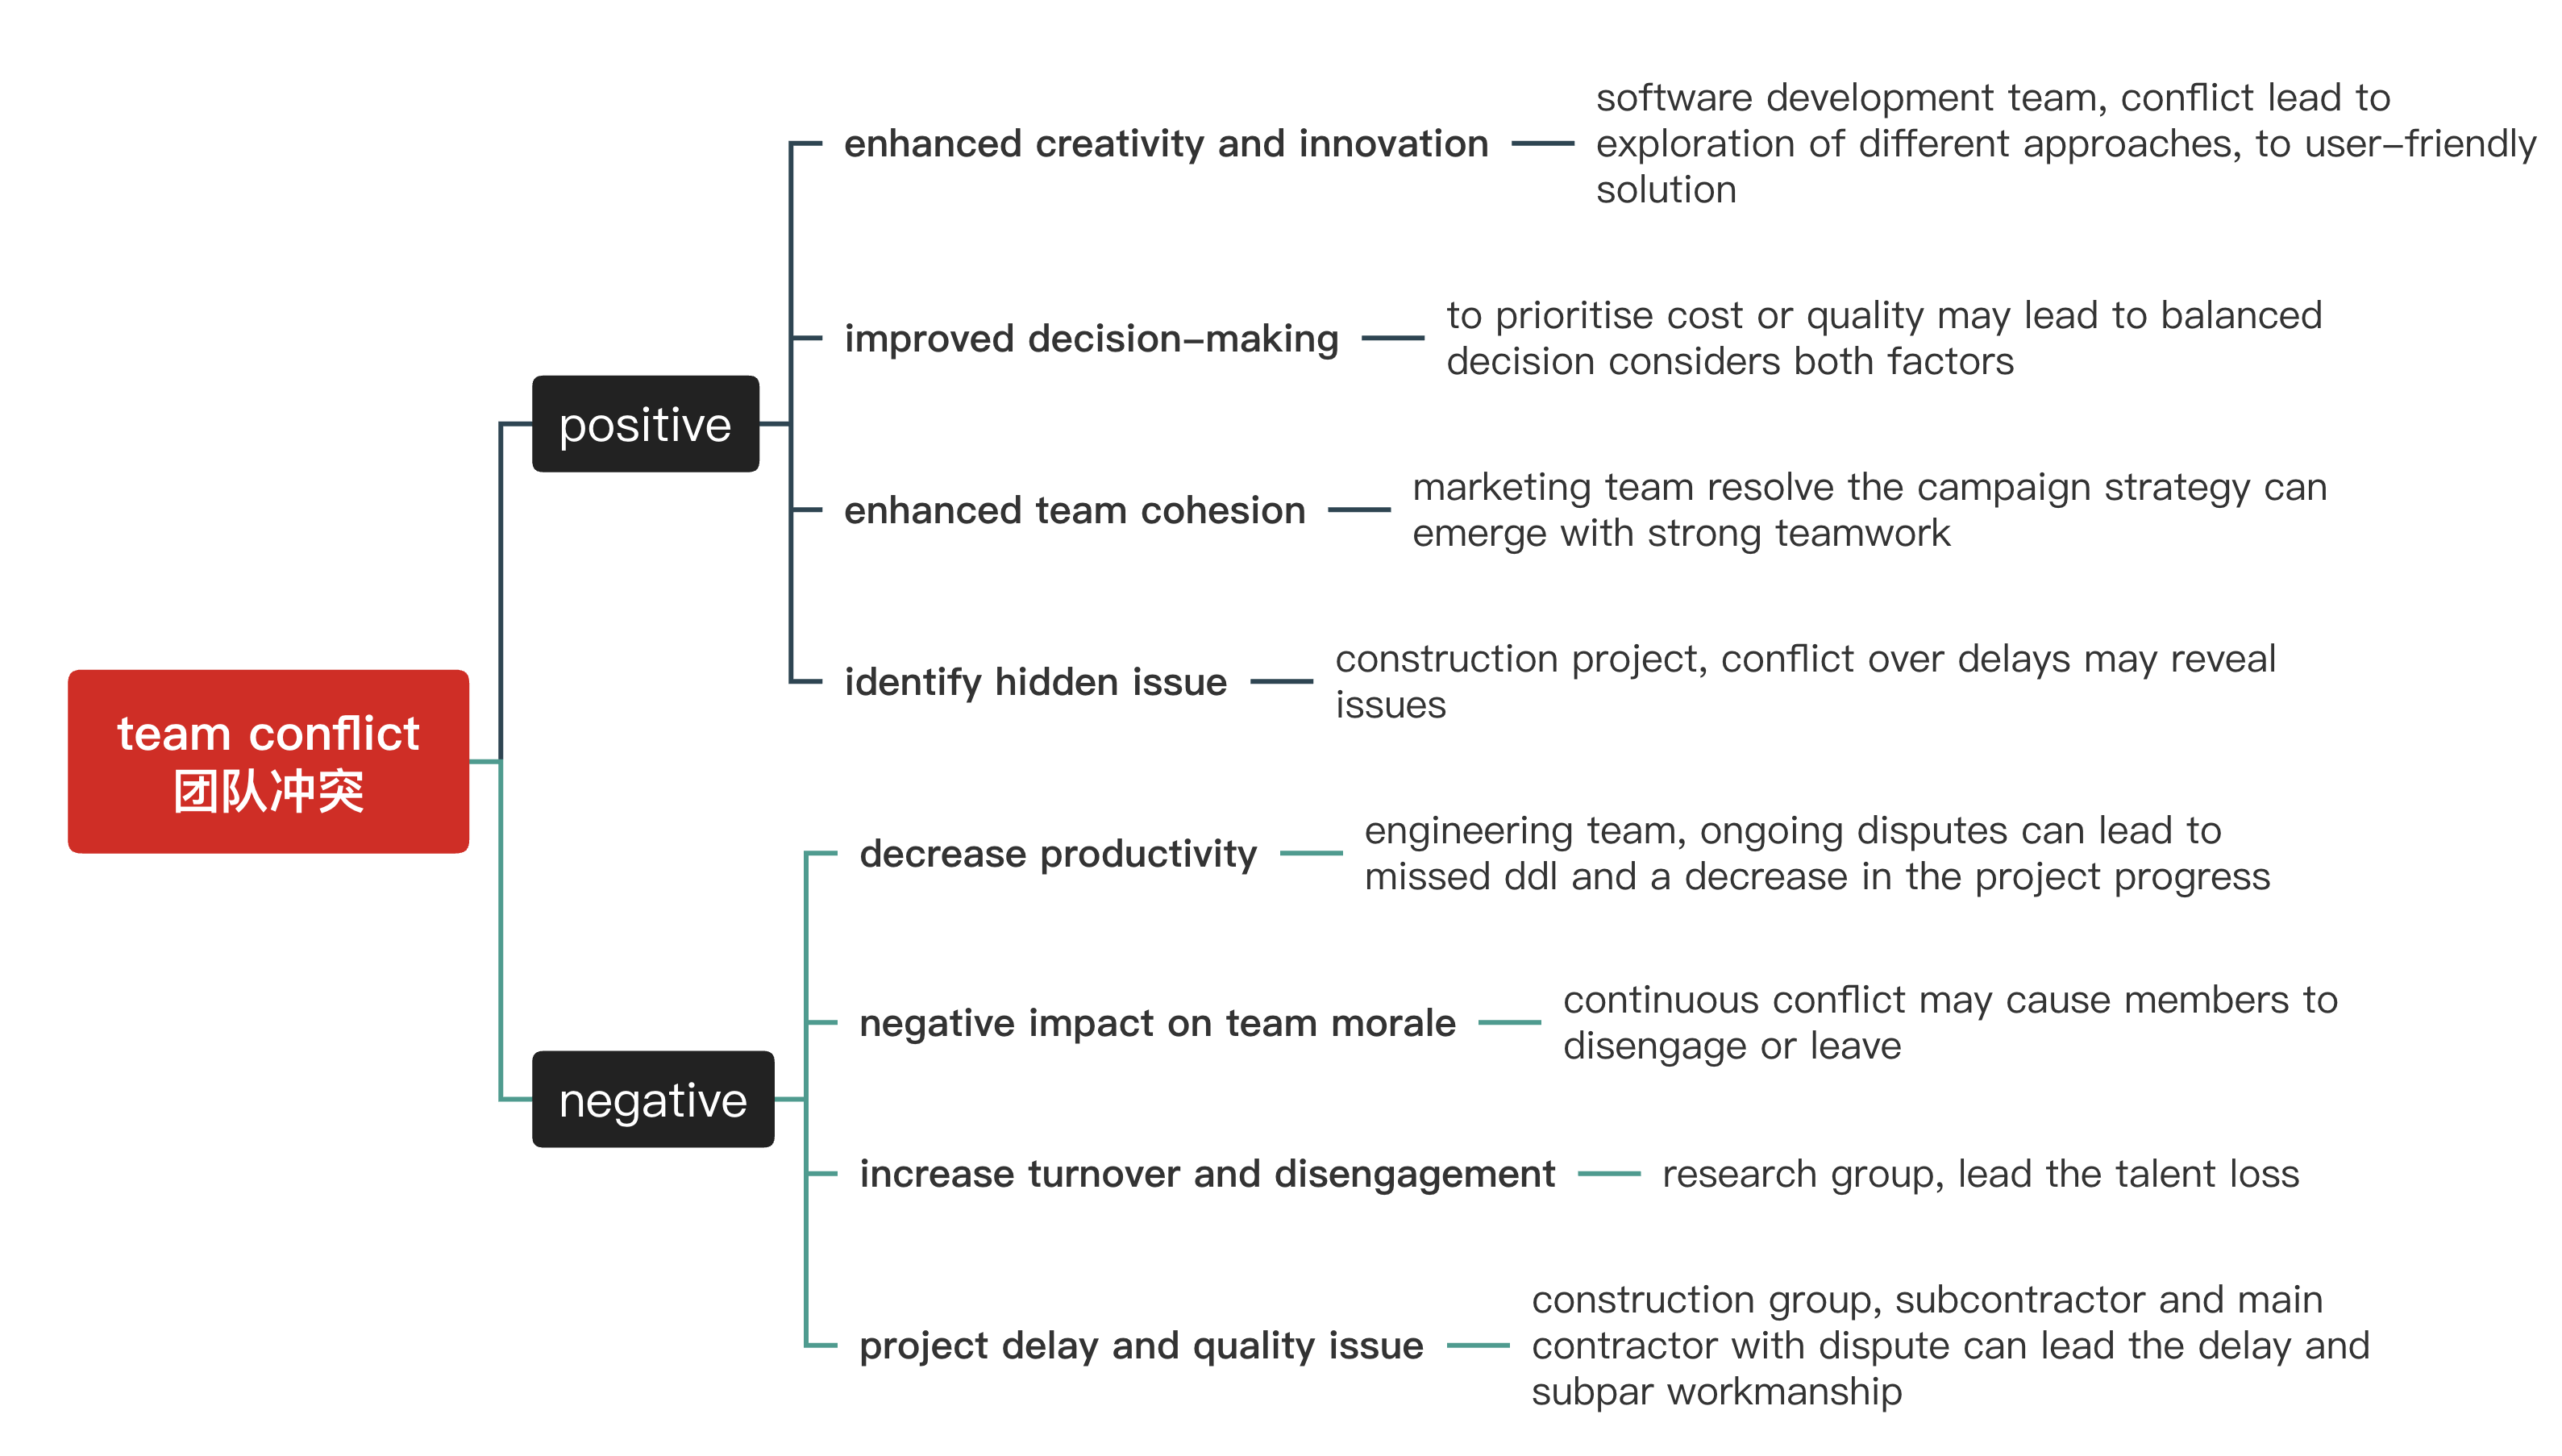 team conflict
团队冲突
positive
enhanced creativity and innovation
software development team, conflict lead to
exploration of different approaches, to user-friendly
solution
improved decision-making
to prioritise cost or quality may lead to balanced
decision considers both factors
enhanced team cohesion
marketing team resolve the campaign strategy can
emerge with strong teamwork
identify hidden issue
construction project, conflict over delays may reveal
issues
negative
decrease productivity
engineering team, ongoing disputes can lead to
missed ddl and a decrease in the project progress
negative impact on team morale
continuous conflict may cause members to
disengage or leave
increase turnover and disengagement
research group, lead the talent loss
project delay and quality issue
construction group, subcontractor and main
contractor with dispute can lead the delay and
subpar workmanship